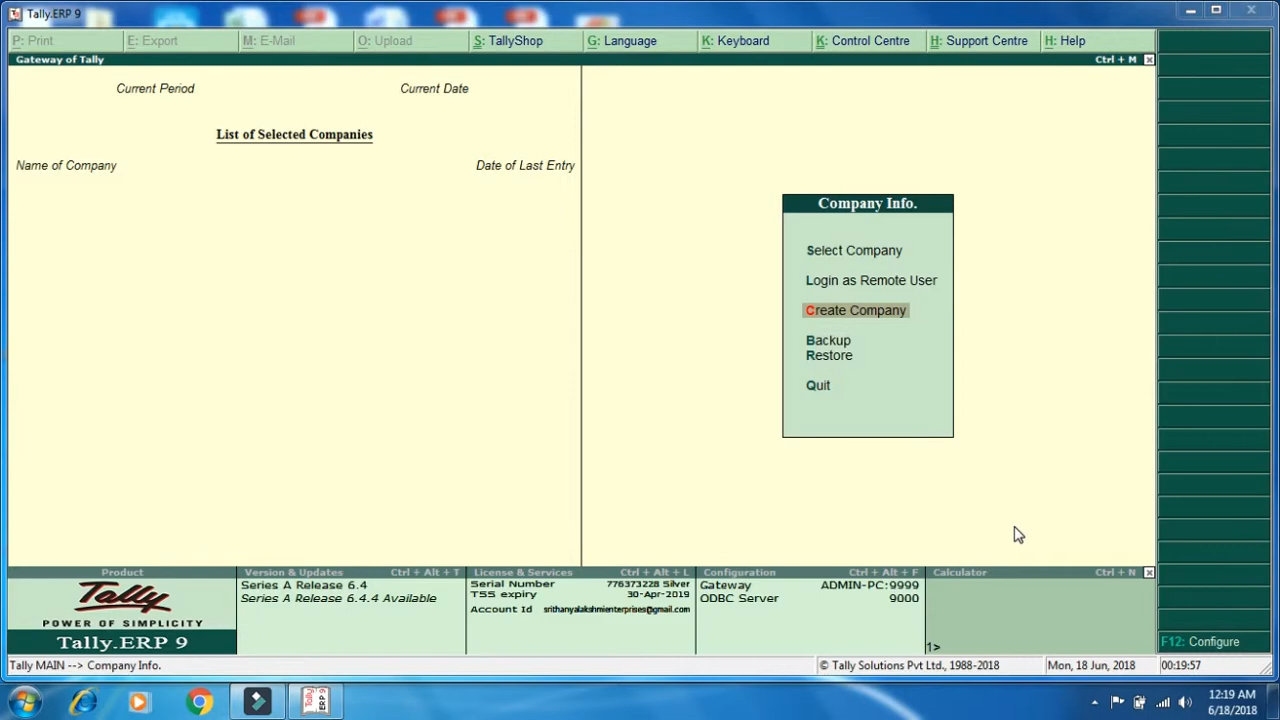 Tally.ERP 9
P: Print
E: Export
M: E-Mail
O: Upload
S: TallyShop
G: Language
K: Keyboard
K: Control Centre
H: Support Centre
H: Help
Gateway of Tally
Ctrl + M
Current Period
Current Date
List of Selected Companies
Name of Company
Date of Last Entry
Company Info.
Select Company
Login as Remote User
Create Company
Backup
Restore
Quit
F12: Configure
Product
Tally
POWER OF SIMPLICITY
Tally.ERP 9
Version & Updates
Ctrl + Alt + T
Series A Release 6.4
Series A Release 6.4.4 Available
License & Services
Ctrl + Alt + L
Serial Number
776373228 Silver
TSS expiry
30-Apr-2019
Account Id
srithanyalakshmienterprises@gmail.com
Configuration
Ctrl + Alt + F
Gateway
ADMIN-PC:9999
ODBC Server
9000
Calculator
Ctrl + N
1>
Tally MAIN --> Company Info.
© Tally Solutions Pvt Ltd., 1988-2018
Mon, 18 Jun, 2018
00:19:57
Tally
ERP 9
12:19 AM
6/18/2018